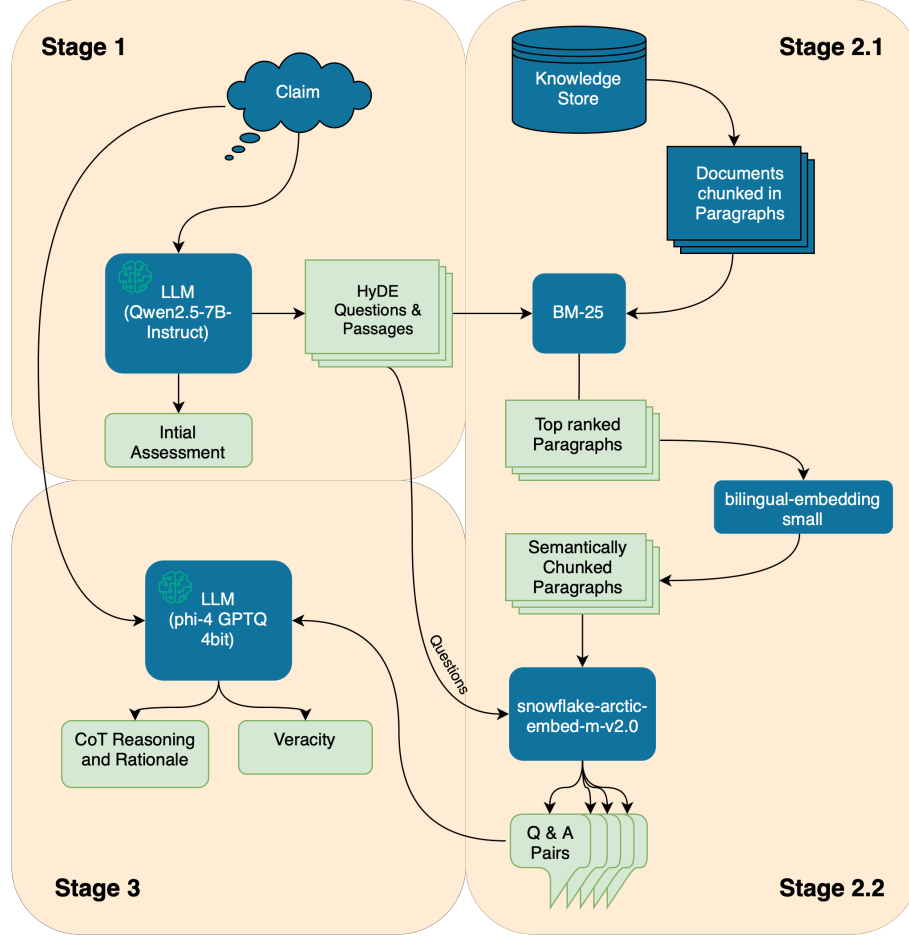 Stage 1
Claim
LLM
(Qwen2.5-7B-
Instruct)
HyDE
Questions &
Passages
Intial
Assessment
Stage 2.1
Knowledge
Store
Documents
chunked in
Paragraphs
BM-25
Top ranked
Paragraphs
bilingual-embedding
small
Semantically
Chunked
Paragraphs
Questions
snowflake-arctic-
embed-m-v2.0
Q & A
Pairs
Stage 2.2
LLM
(phi-4 GPTQ
4bit)
CoT Reasoning
and Rationale
Veracity
Stage 3